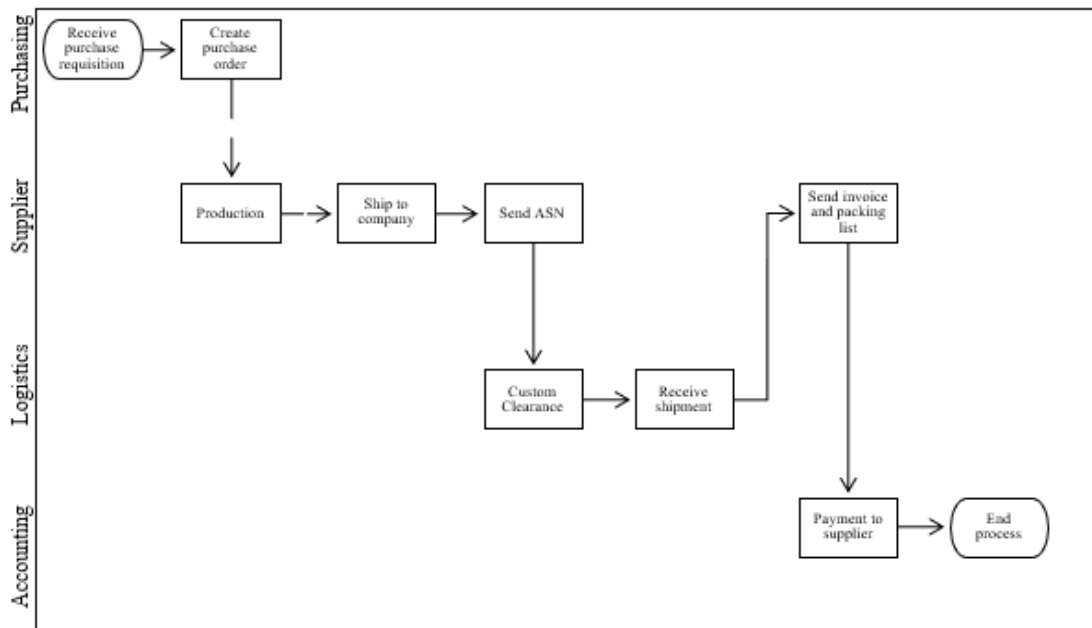 Purchasing
Receive
purchase
requisition
Create
purchase
order
Supplier
Production
Ship to
company
Send ASN
Send invoice
and packing
list
Logistics
Custom
Clearance
Receive
shipment
Accounting
Payment to
supplier
End
process